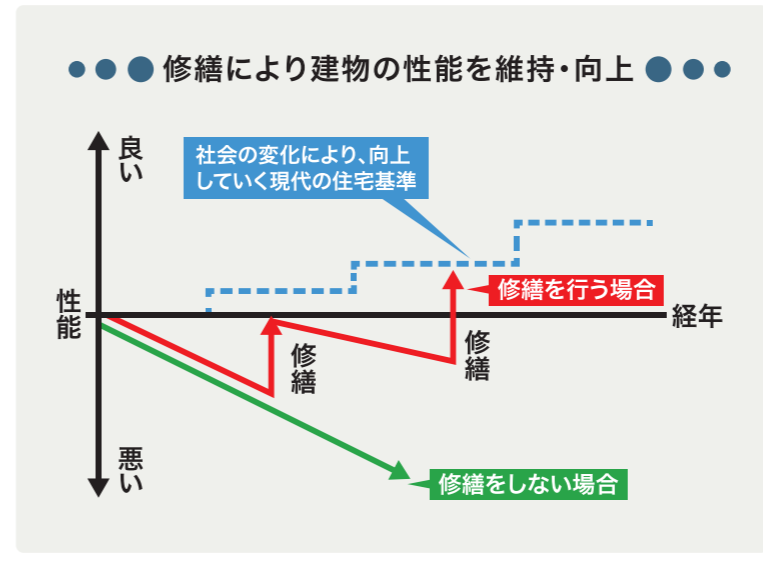 修繕により建物の性能を維持・向上
良い
社会の変化により、向上
していく現代の住宅基準
性能
修繕を行う場合
経年
修繕
修繕
悪い
修繕をしない場合